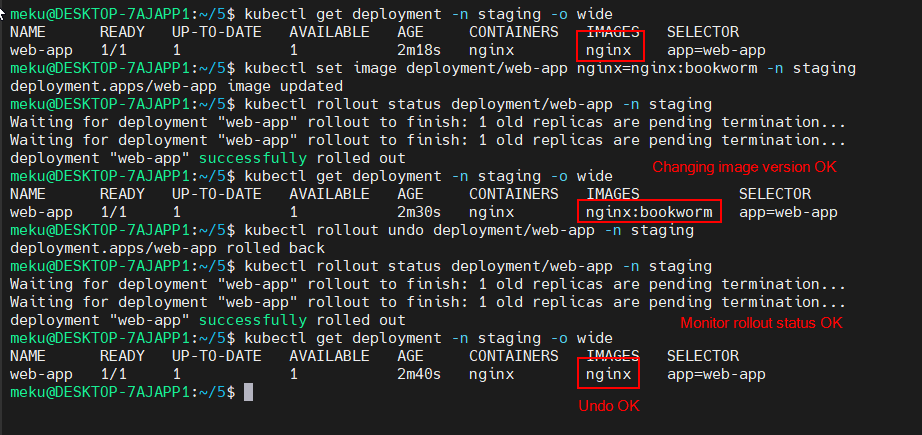 meku@DESKTOP-7AJAPP1:~/5$ kubectl get deployment -n staging -o wide
NAME READY UP-TO-DATE AVAILABLE AGE CONTAINERS IMAGES SELECTOR
web-app 1/1 1 1 2m18s nginx nginx app=web-app
meku@DESKTOP-7AJAPP1:~/5$ kubectl set image deployment/web-app nginx=nginx:bookworm -n staging
deployment.apps/web-app image updated
meku@DESKTOP-7AJAPP1:~/5$ kubectl rollout status deployment/web-app -n staging
Waiting for deployment "web-app" rollout to finish: 1 old replicas are pending termination...
Waiting for deployment "web-app" rollout to finish: 1 old replicas are pending termination...
deployment "web-app" successfully rolled out
Changing image version OK
meku@DESKTOP-7AJAPP1:~/5$ kubectl get deployment -n staging -o wide
NAME READY UP-TO-DATE AVAILABLE AGE CONTAINERS IMAGES SELECTOR
web-app 1/1 1 1 2m30s nginx nginx:bookworm app=web-app
meku@DESKTOP-7AJAPP1:~/5$ kubectl rollout undo deployment/web-app -n staging
deployment.apps/web-app rolled back
meku@DESKTOP-7AJAPP1:~/5$ kubectl rollout status deployment/web-app -n staging
Waiting for deployment "web-app" rollout to finish: 1 old replicas are pending termination...
Waiting for deployment "web-app" rollout to finish: 1 old replicas are pending termination...
deployment "web-app" successfully rolled out
Monitor rollout status OK
meku@DESKTOP-7AJAPP1:~/5$ kubectl get deployment -n staging -o wide
NAME READY UP-TO-DATE AVAILABLE AGE CONTAINERS IMAGES SELECTOR
web-app 1/1 1 1 2m40s nginx nginx app=web-app
meku@DESKTOP-7AJAPP1:~/5$
Undo OK